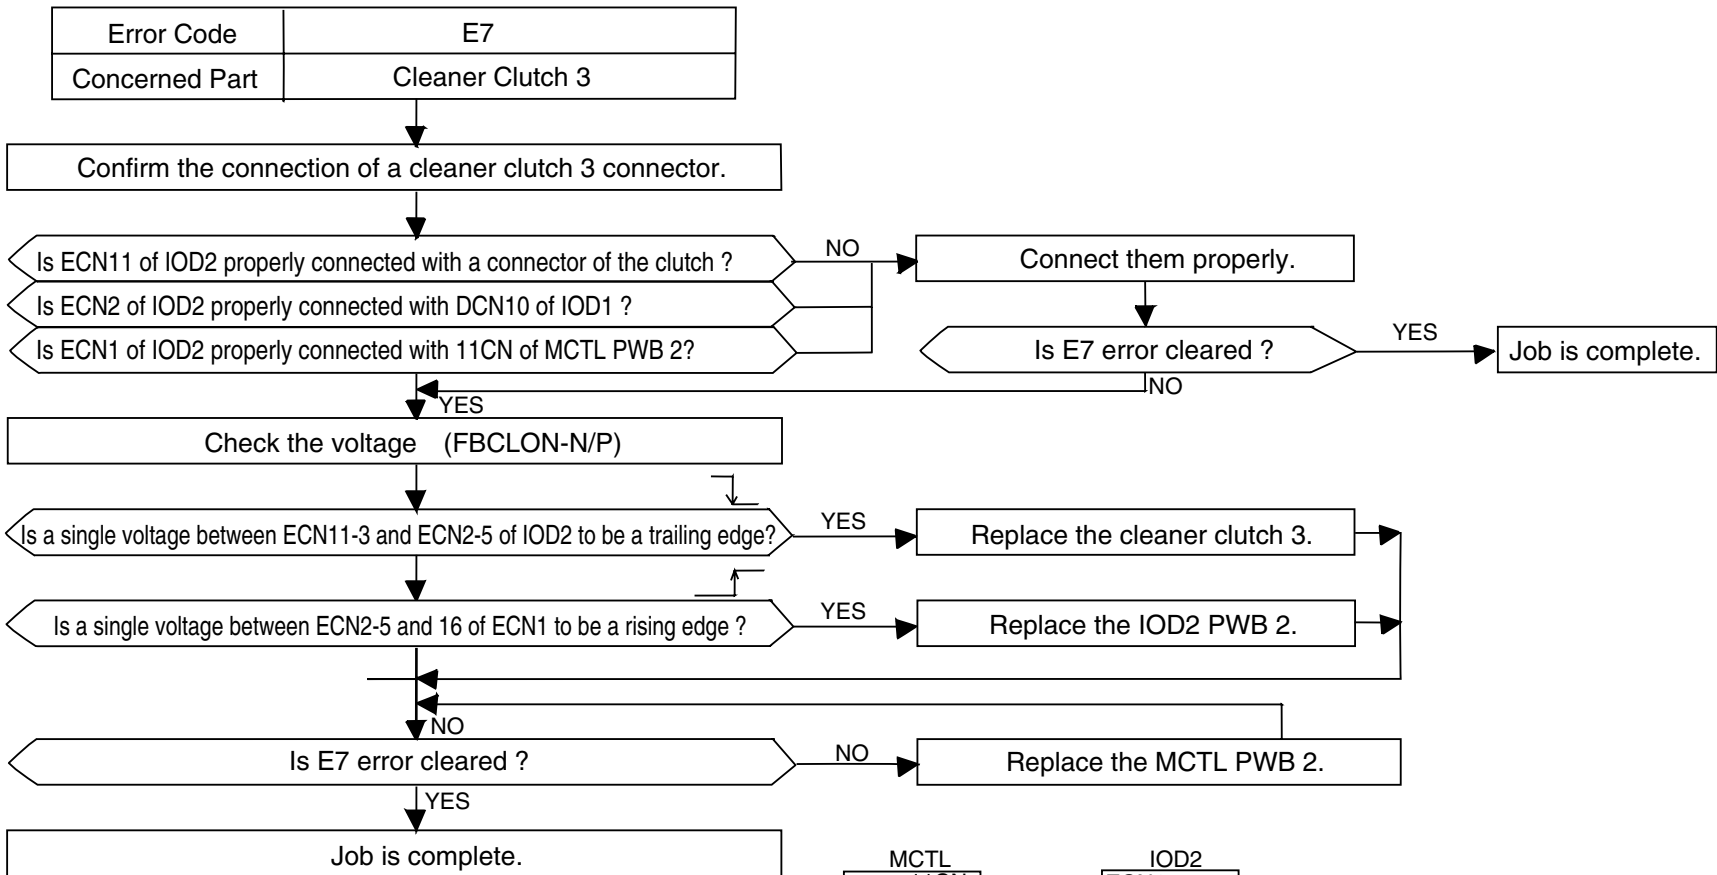 Error Code E7
Concerned Part Cleaner Clutch 3
Confirm the connection of a cleaner clutch 3 connector.
Is ECN11 of IOD2 properly connected with a connector of the clutch ?
NO
Connect them properly.
Is ECN2 of IOD2 properly connected with DCN10 of IOD1 ?
Is ECN1 of IOD2 properly connected with 11CN of MCTL PWB 2?
Is E7 error cleared ?
YES
Job is complete.
NO
YES
Check the voltage (FBCLON-N/P)
Is a single voltage between ECN11-3 and ECN2-5 of IOD2 to be a trailing edge?
YES
Replace the cleaner clutch 3.
Is a single voltage between ECN2-5 and 16 of ECN1 to be a rising edge ?
YES
Replace the IOD2 PWB 2.
NO
Is E7 error cleared ?
NO
Replace the MCTL PWB 2.
YES
Job is complete.
MCTL
IOD2